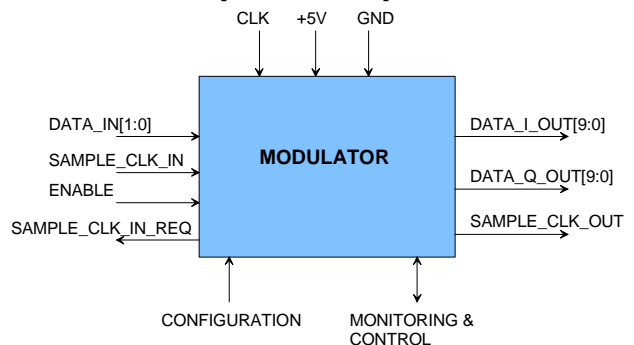 CLK +5V GND
DATA_IN[1:0]
DATA_I_OUT[9:0]
SAMPLE_CLK_IN
MODULATOR
ENABLE
DATA_Q_OUT[9:0]
SAMPLE_CLK_IN_REQ
SAMPLE_CLK_OUT
CONFIGURATION
MONITORING &
CONTROL